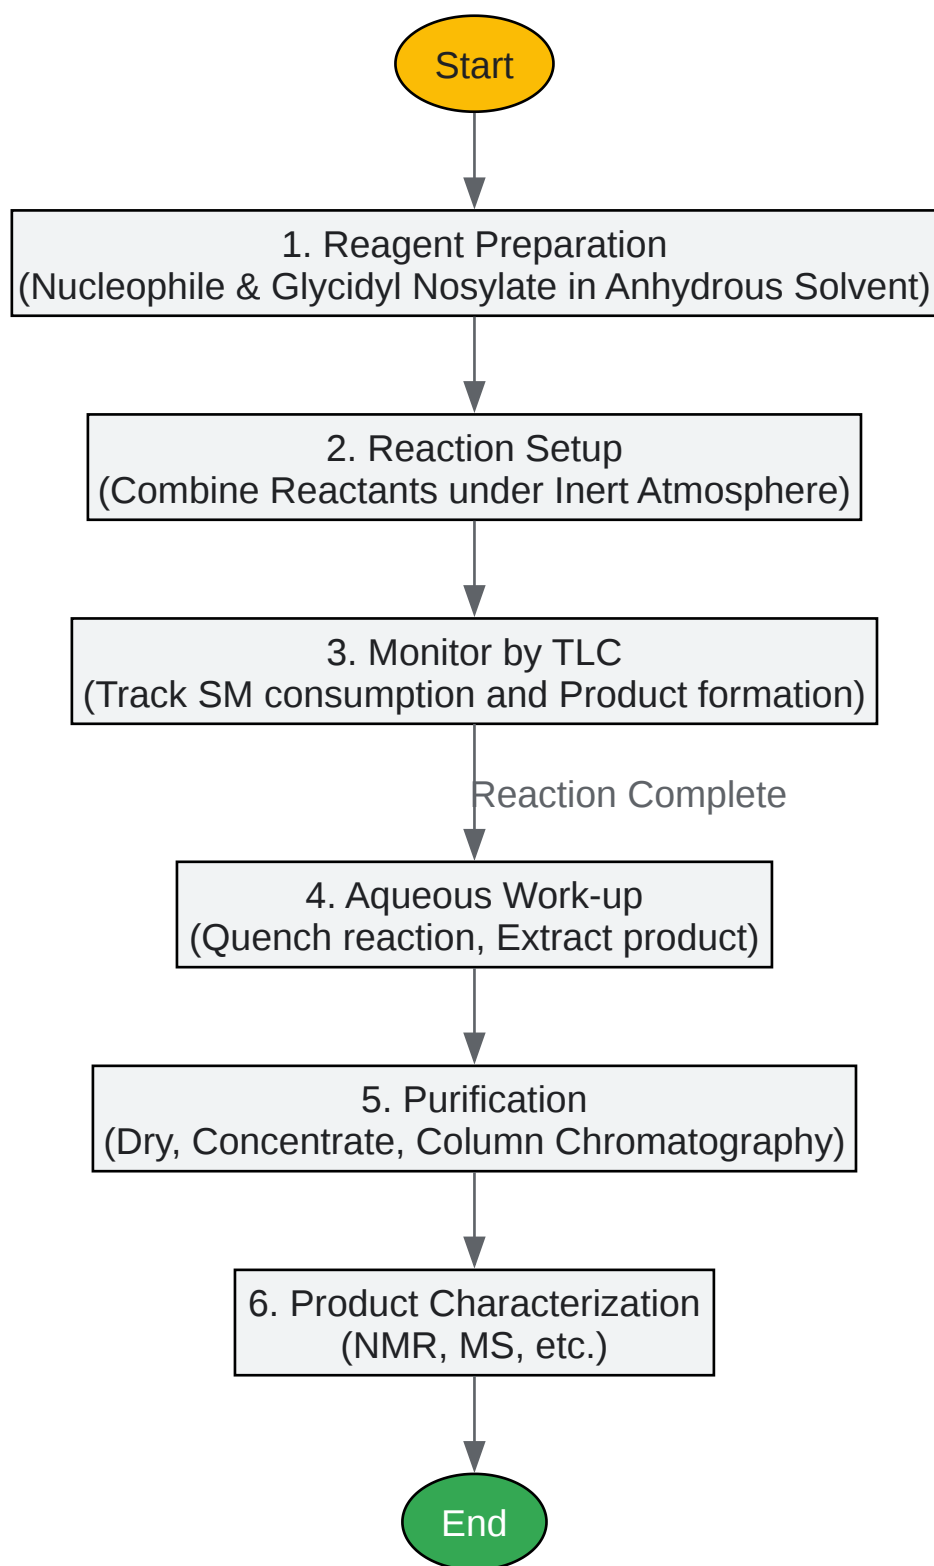 Start
1. Reagent Preparation
(Nucleophile & Glycidyl Nosylate in Anhydrous Solvent)
2. Reaction Setup
(Combine Reactants under Inert Atmosphere)
3. Monitor by TLC
(Track SM consumption and Product formation)
Reaction Complete
4. Aqueous Work-up
(Quench reaction, Extract product)
5. Purification
(Dry, Concentrate, Column Chromatography)
6. Product Characterization
(NMR, MS, etc.)
End